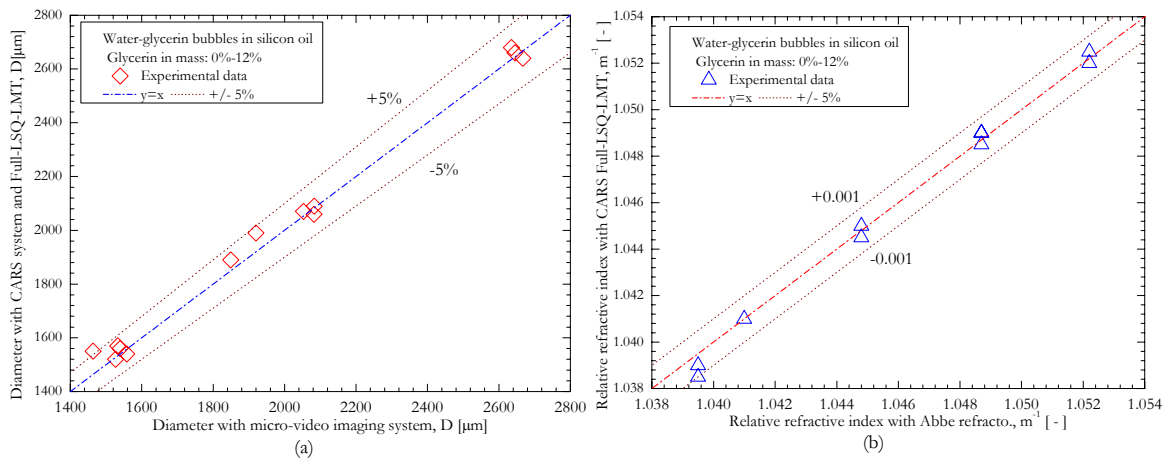 (a)
Diameter with CARS system and Full-LSQ-LMT, D[µm]
2800
2600
2400
2200
2000
1800
1600
1400
Water-glycerin bubbles in silicon oil
Glycerin in mass: 0%-12%
Experimental data
y=x
+/- 5%
+5%
-5%
1400
1600
1800
2000
2200
2400
2600
2800
Diameter with micro-video imaging system, D [µm]
(a)
(b)
Relative refractive index with CARS Full-LSQ-LMT, m⁻¹ [ - ]
1.054
1.052
1.050
1.048
1.046
1.044
1.042
1.040
1.038
Water-glycerin bubbles in silicon oil
Glycerin in mass: 0%-12%
Experimental data
y=x
+/- 5%
+0.001
-0.001
1.038
1.040
1.042
1.044
1.046
1.048
1.050
1.052
1.054
Relative refractive index with Abbe refracto., m⁻¹ [ - ]
(b)